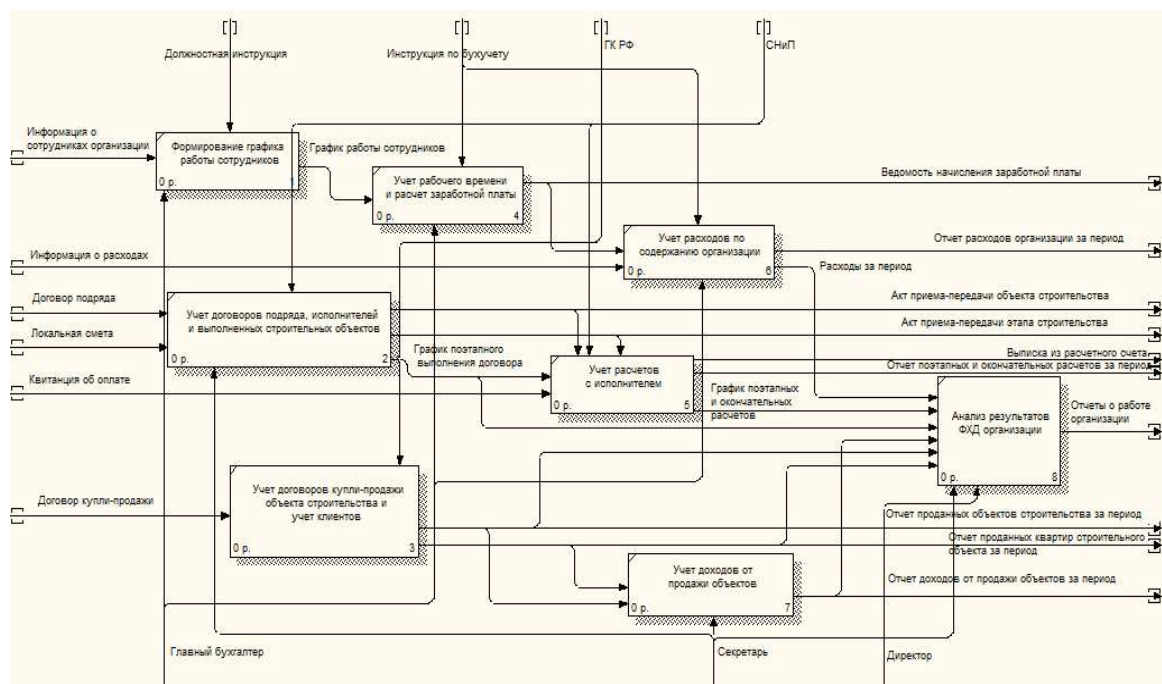 Должностная инструкция
Инструкция по бухучету
ГК РФ
СНиП
Информация о
сотрудниках организации
Формирование графика
работы сотрудников
0 р.
1
График работы сотрудников
Учет рабочего времени
и расчет заработной платы
0 р.
4
Ведомость начисления заработной платы
Учет расходов по
содержанию организации
0 р.
6
Отчет расходов организации за период
Информация о расходах
Расходы за период
Договор подряда
Учет договоров подряда, исполнителей
и выполненных строительных объектов
0 р.
2
Акт приема-передачи объекта строительства
Акт приема-передачи этапа строительства
Локальная смета
График поэтапного
выполнения договора
Выписка из расчетного счета
Отчет поэтапных и окончательных расчетов за период
Квитанция об оплате
Учет расчетов
с исполнителем
0 р.
5
График поэтапных
и окончательных
расчетов
Анализ результатов
ФХД организации
0 р.
8
Отчеты о работе
организации
Договор купли-продажи
Учет договоров купли-продажи
объекта строительства и
учет клиентов
0 р.
3
Отчет проданных объектов строительства за период
Отчет проданных квартир строительного
объекта за период
Учет доходов от
продажи объектов
0 р.
7
Отчет доходов от продажи объектов за период
Главный бухгалтер
Секретарь
Директор